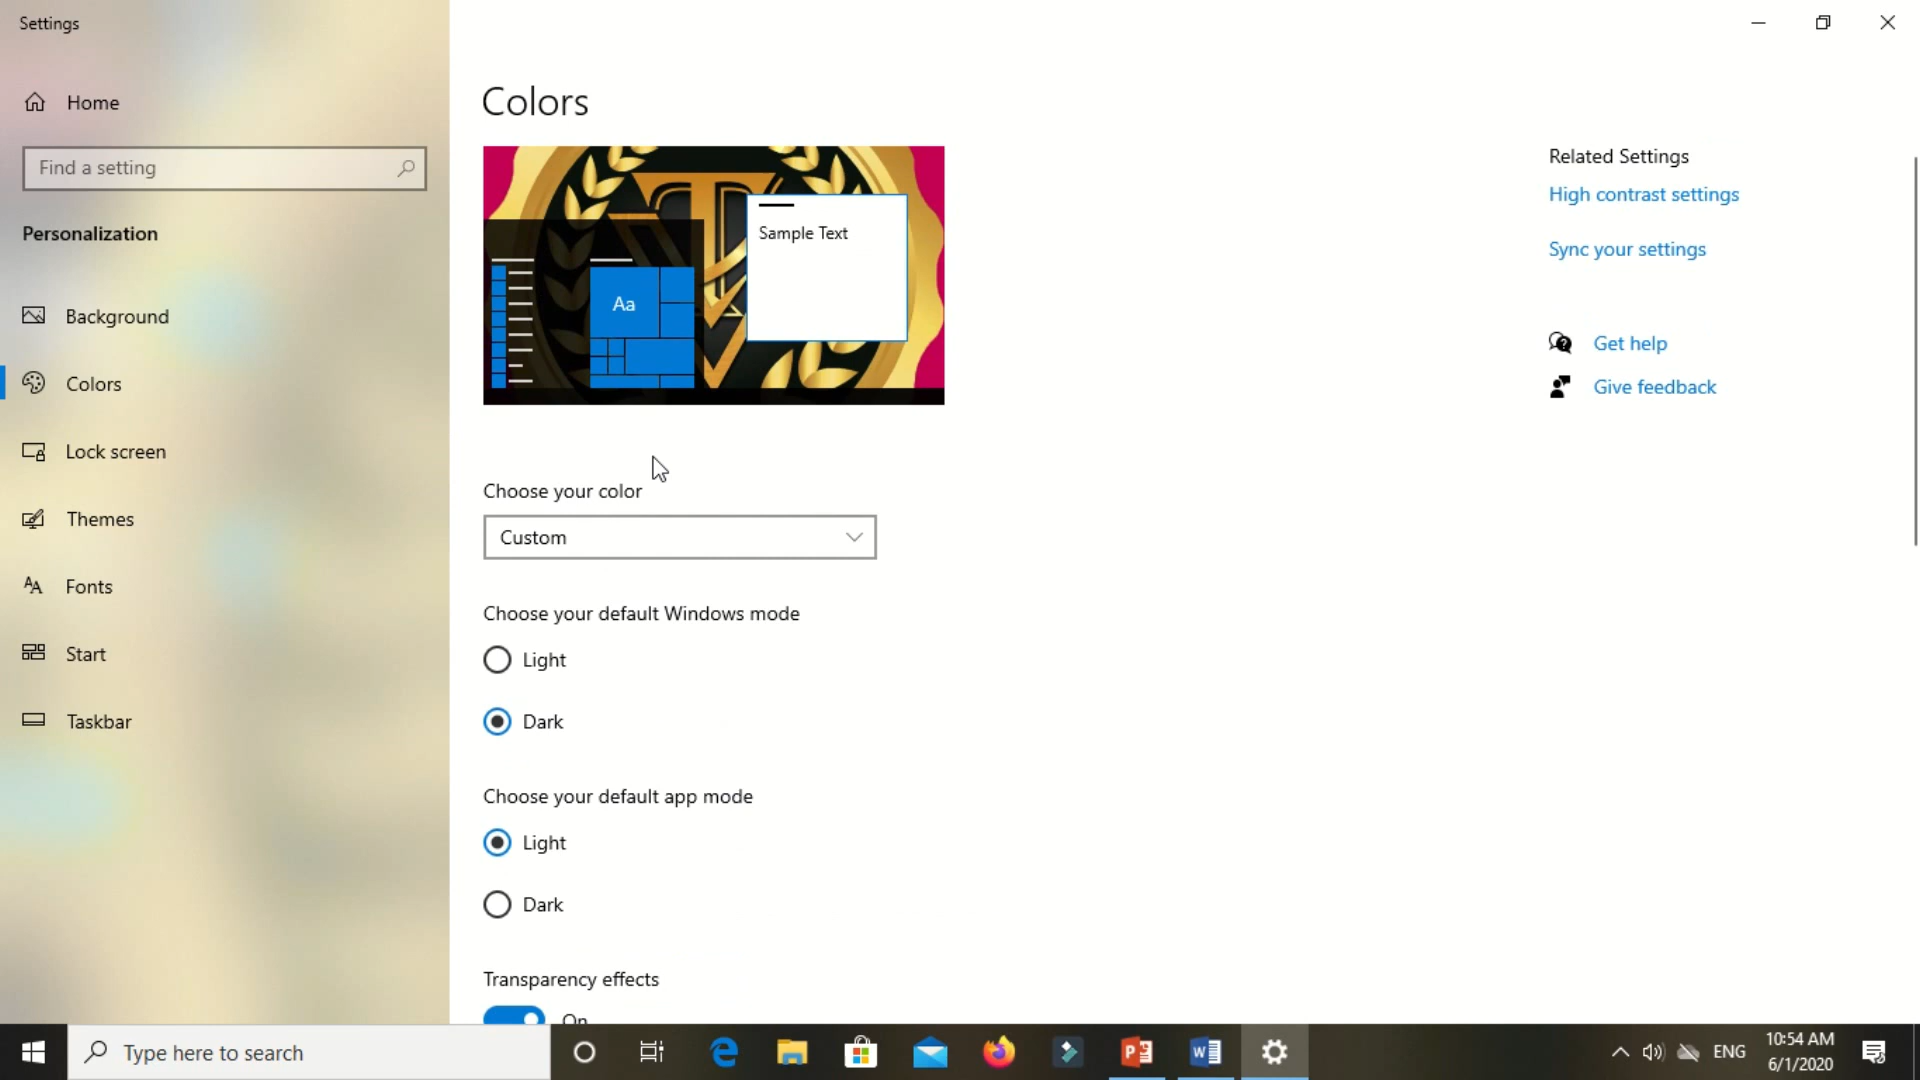 Settings
Home
Find a setting
Personalization
Background
Colors
Lock screen
Themes
Fonts
Start
Taskbar
Colors
Sample Text
Aa
Choose your color
Custom
Choose your default Windows mode
Light
Dark
Choose your default app mode
Light
Dark
Transparency effects
On
Related Settings
High contrast settings
Sync your settings
Get help
Give feedback
Type here to search
ENG
10:54 AM
6/1/2020